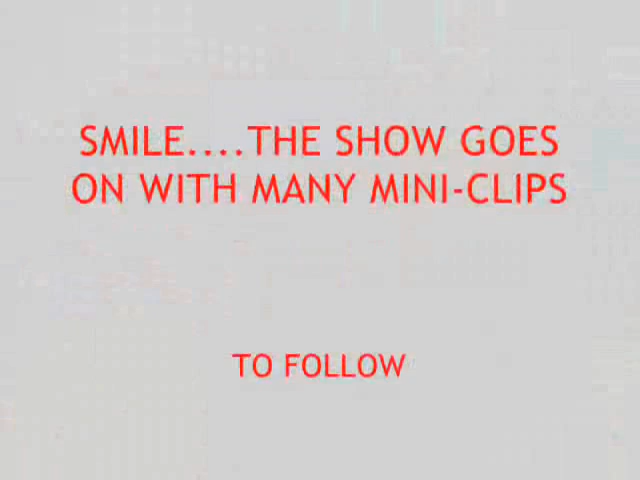 SMILE....THE SHOW GOES
ON WITH MANY MINI-CLIPS
TO FOLLOW